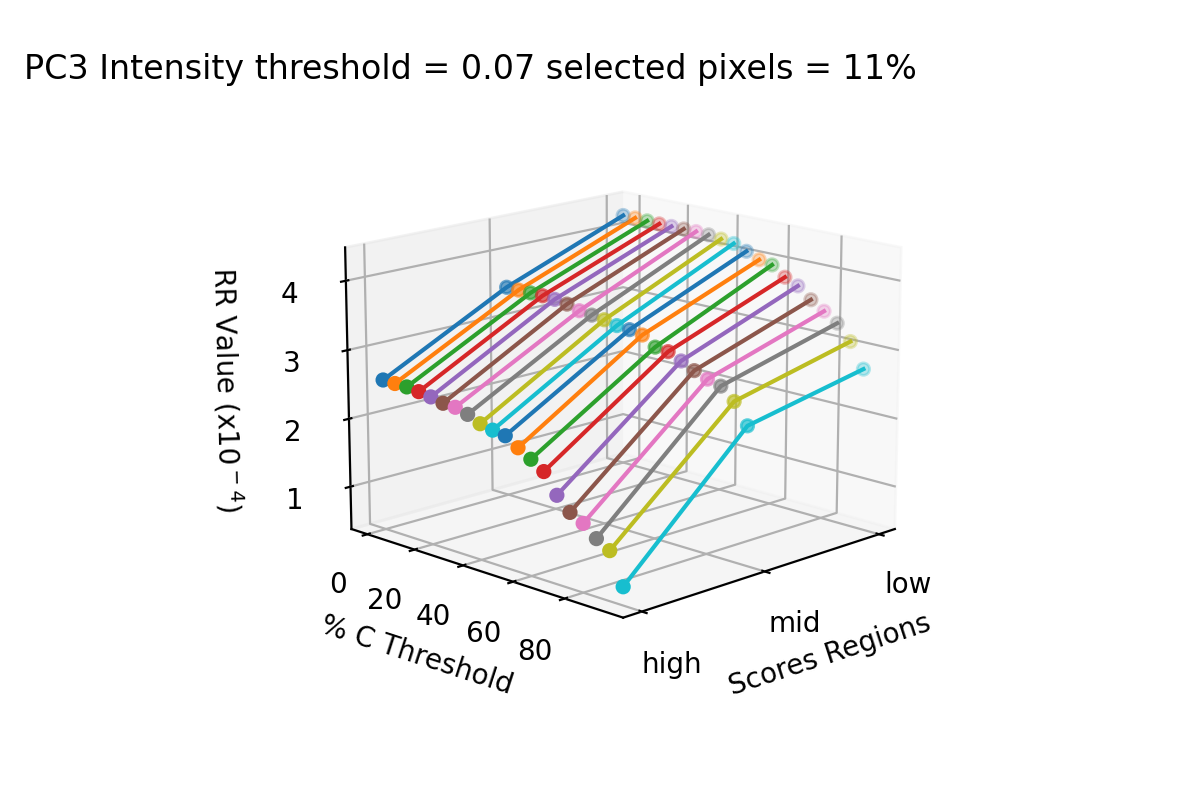 PC3 Intensity threshold = 0.07 selected pixels = 11%
RR Value (x10⁻⁴)
4
3
2
1
0
20
40
60
80
% C Threshold
high
mid
low
Scores Regions